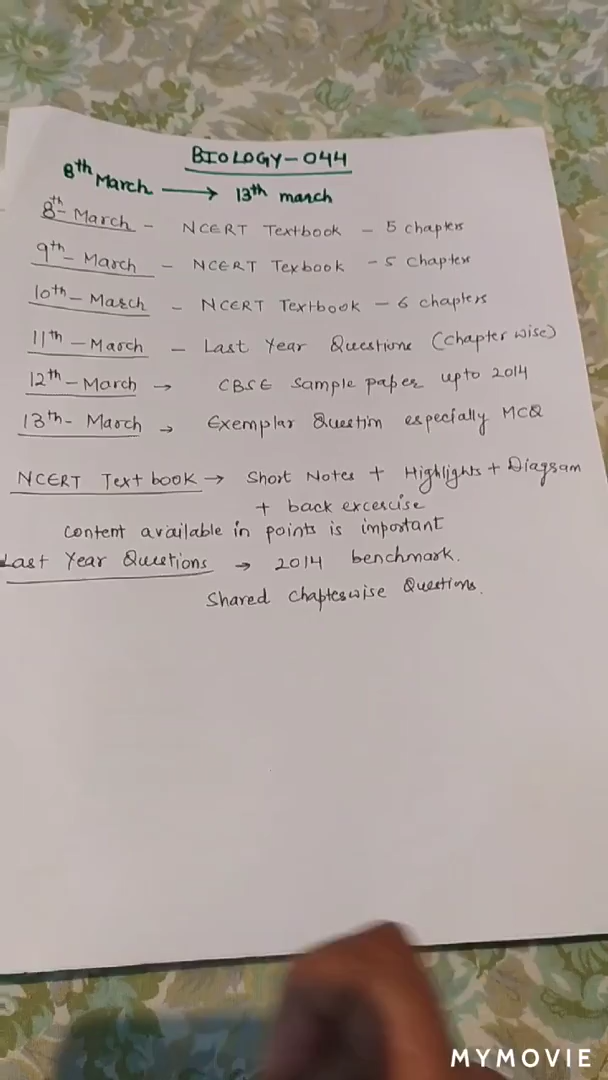 BIOLOGY-044
8th March → 13th march
8th- March - NCERT Textbook - 5 chapters
9th- March - NCERT Texbook - 5 Chapters
10th- March - NCERT Textbook - 6 chapters
11th - March - Last Year Questions (chapter wise)
12th - March → CBSE Sample paper upto 2014
13th- March → Exemplar Question especially MCQ
NCERT Text book → Short Notes + Highlights + Diagram
+ back excercise
content available in points is important
Last Year Questions → 2014 benchmark.
Shared Chapterswise Questions.
MYMOVIE